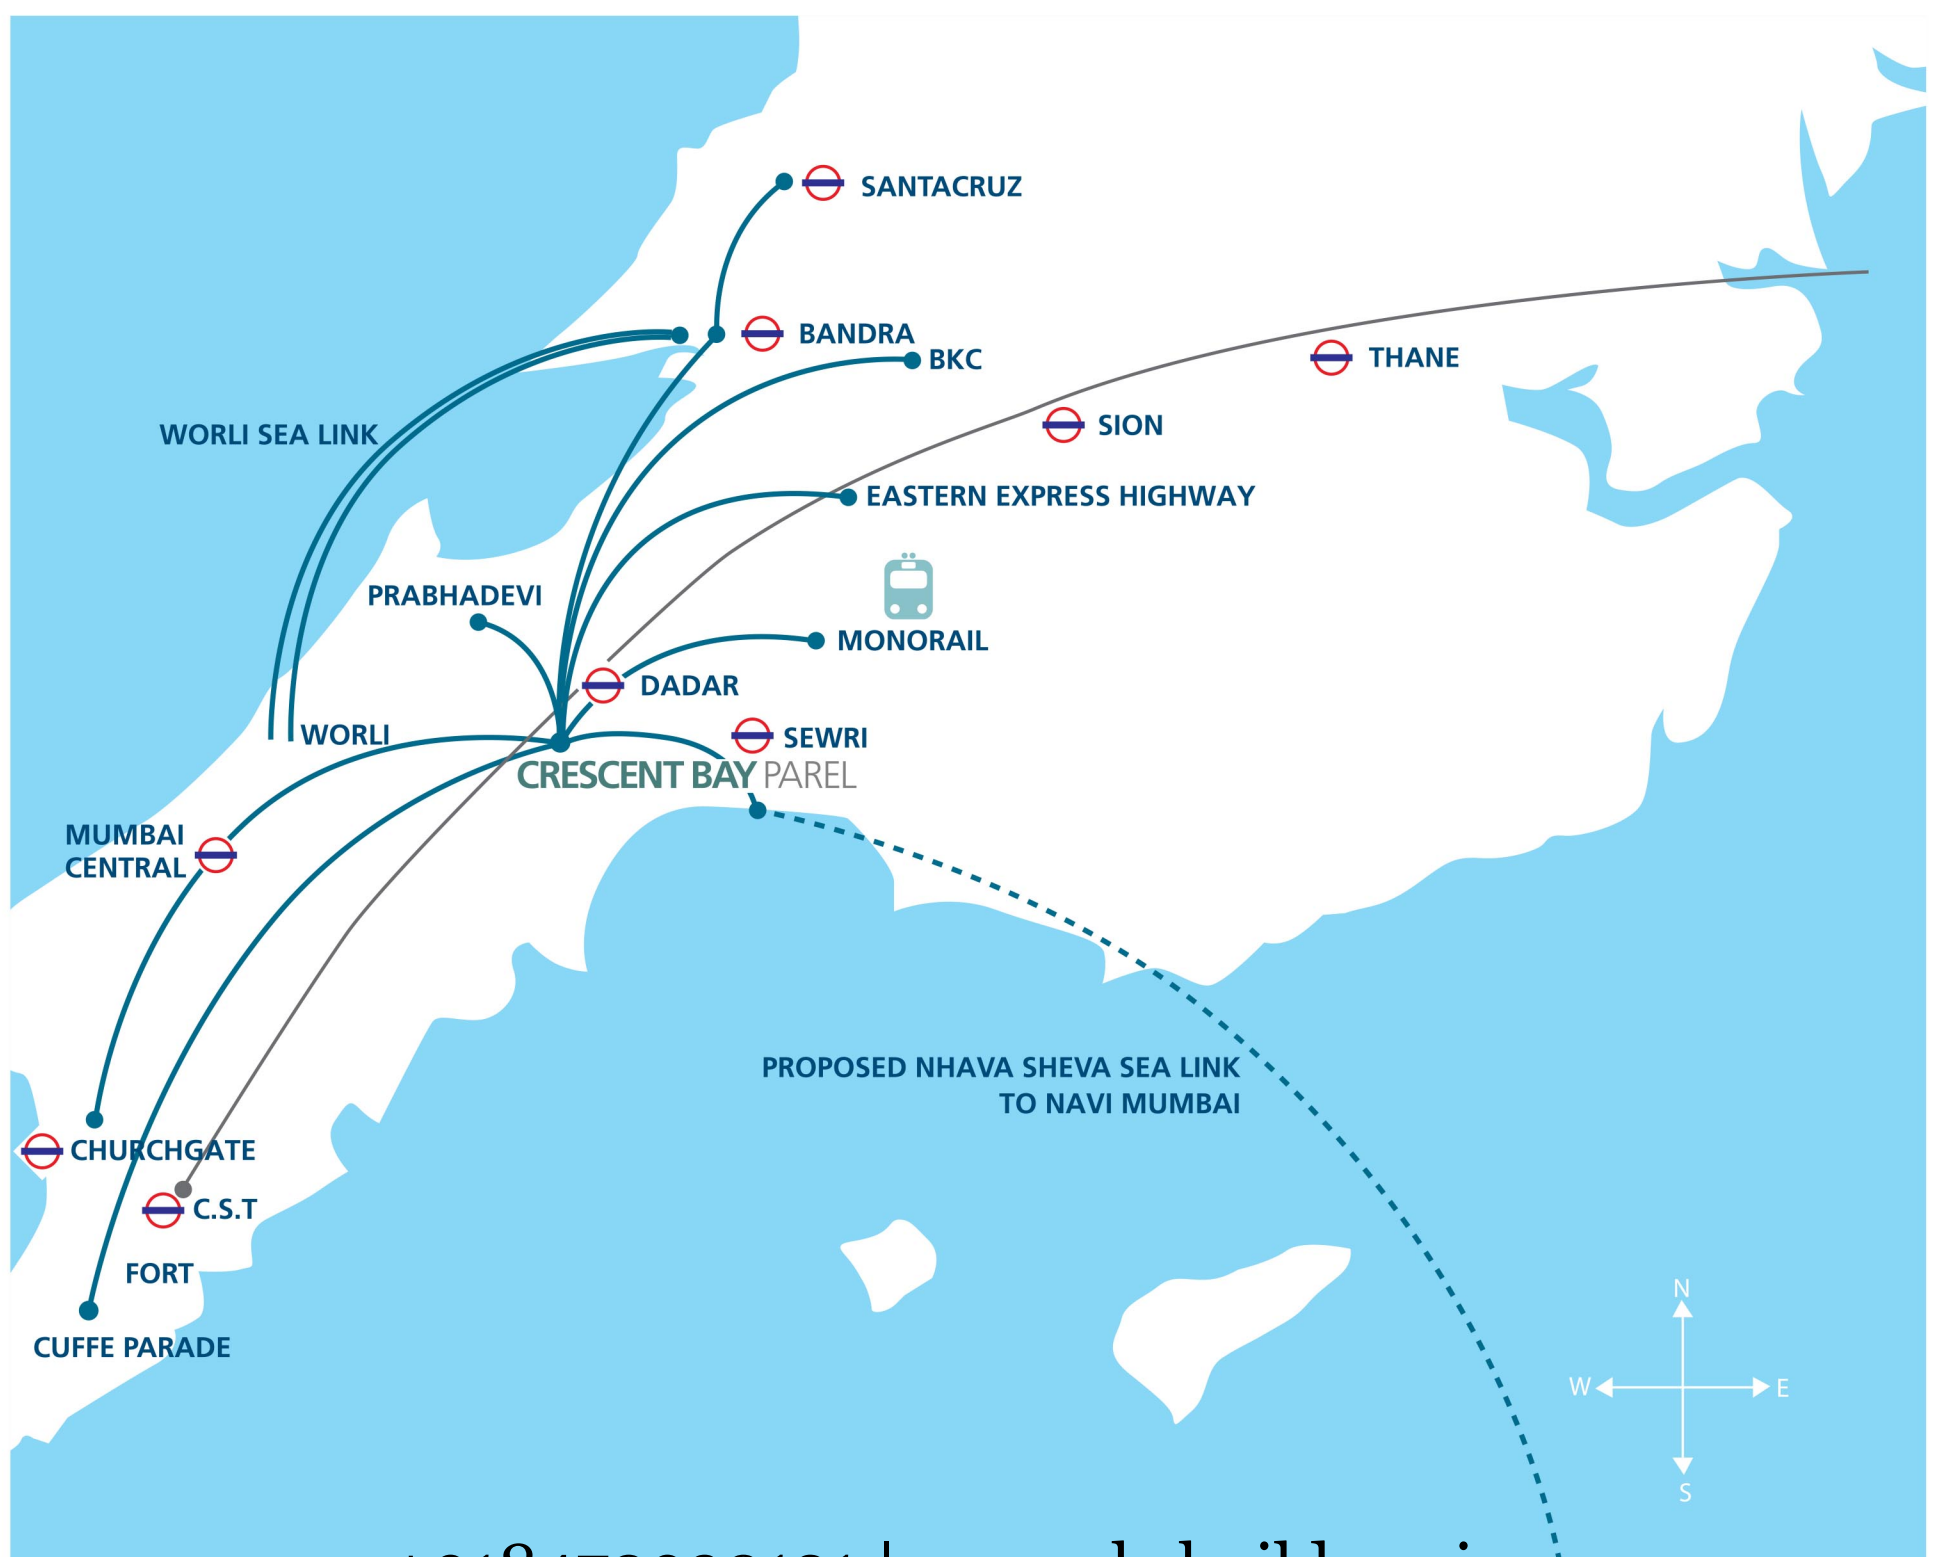 SANTACRUZ
BANDRA
BKC
THANE
SION
WORLI SEA LINK
EASTERN EXPRESS HIGHWAY
PRABHADEVI
MONORAIL
DADAR
WORLI
SEWRI
CRESCENT BAY PAREL
MUMBAI
CENTRAL
PROPOSED NHAVA SHEVA SEA LINK
TO NAVI MUMBAI
CHURCHGATE
C.S.T
FORT
CUFFE PARADE
N
W E
S